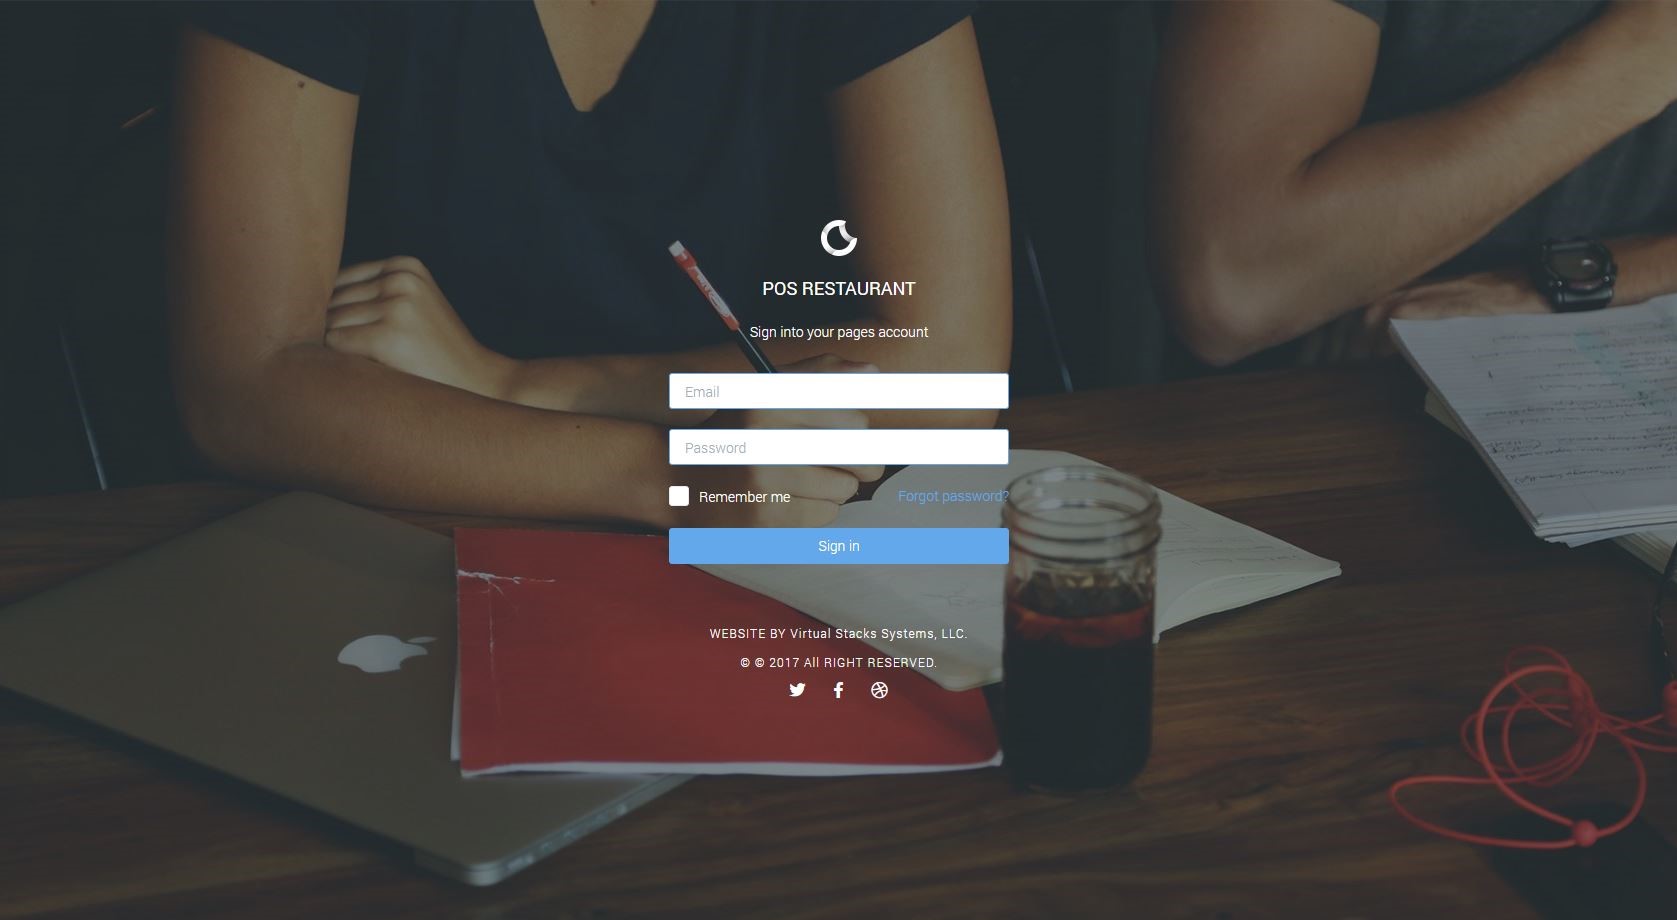 POS RESTAURANT
Sign into your pages account
Email
Password
Remember me
Forgot password?
Sign in
WEBSITE BY Virtual Stacks Systems, LLC.
© © 2017 All RIGHT RESERVED.